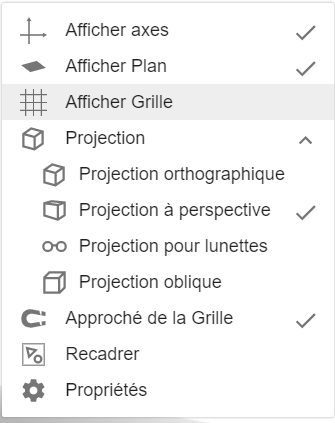 Afficher axes
Afficher Plan
Afficher Grille
Projection
Projection orthographique
Projection à perspective
Projection pour lunettes
Projection oblique
Approché de la Grille
Recadrer
Propriétés